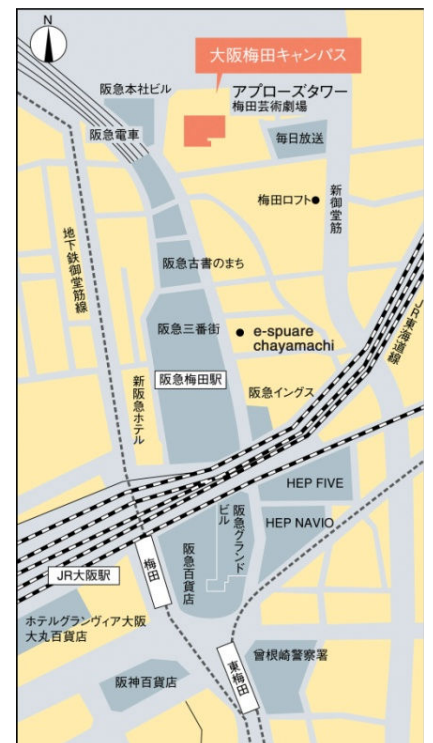 N
大阪梅田キャンパス
阪急本社ビル
アプローズタワー
梅田芸術劇場
阪急電車
毎日放送
梅田ロフト
新御堂筋
地下鉄御堂筋線
阪急古書のまち
JR東海道線
阪急三番街
e-spuare
chayamachi
阪急梅田駅
新阪急ホテル
阪急イングス
HEP FIVE
阪急グランド
ビル
HEP NAVIO
梅田
阪急百貨店
JR大阪駅
ホテルグランヴィア大阪
大丸百貨店
曾根崎警察署
東梅田
阪神百貨店